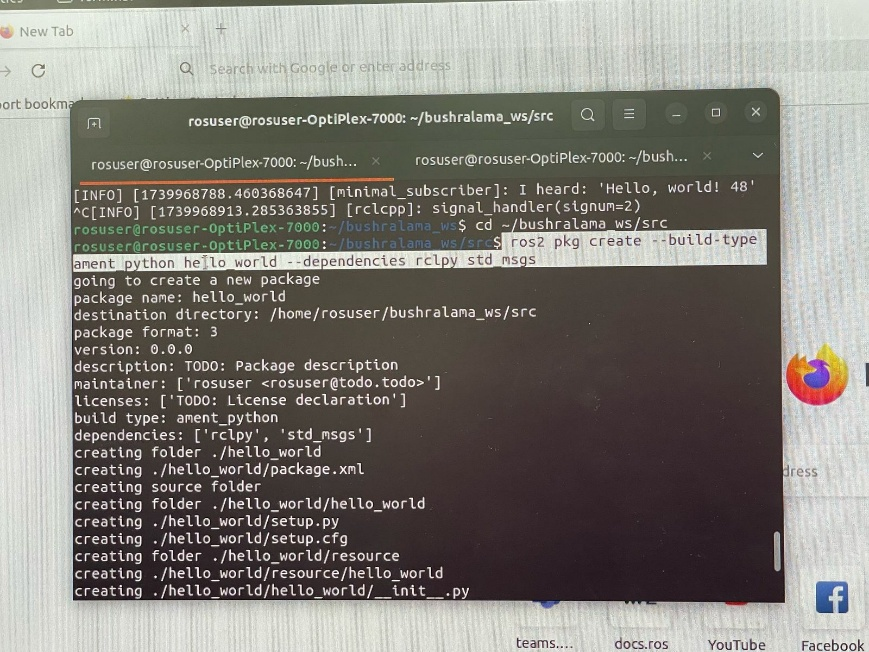 New Tab
Search with Google or enter address
rosuser@rosuser-OptiPlex-7000: ~/bushralama_ws/src
rosuser@rosuser-OptiPlex-7000: ~/bush...
rosuser@rosuser-OptiPlex-7000: ~/bush...
[INFO] [1739968788.460368647] [minimal_subscriber]: I heard: 'Hello, world! 48'
^C[INFO] [1739968913.285363855] [rclcpp]: signal_handler(signum=2)
rosuser@rosuser-OptiPlex-7000:~/bushralama_ws$ cd ~/bushralama_ws/src
rosuser@rosuser-OptiPlex-7000:~/bushralama_ws/src$ ros2 pkg create --build-type
ament_python hello_world --dependencies rclpy std_msgs
going to create a new package
package name: hello_world
destination directory: /home/rosuser/bushralama_ws/src
package format: 3
version: 0.0.0
description: TODO: Package description
maintainer: ['rosuser <rosuser@todo.todo>']
licenses: ['TODO: License declaration']
build type: ament_python
dependencies: ['rclpy', 'std_msgs']
creating folder ./hello_world
creating ./hello_world/package.xml
creating source folder
creating folder ./hello_world/hello_world
creating ./hello_world/setup.py
creating ./hello_world/setup.cfg
creating folder ./hello_world/resource
creating ./hello_world/resource/hello_world
creating ./hello_world/hello_world/__init__.py
dress
teams....
docs.ros
YouTube
Facebook